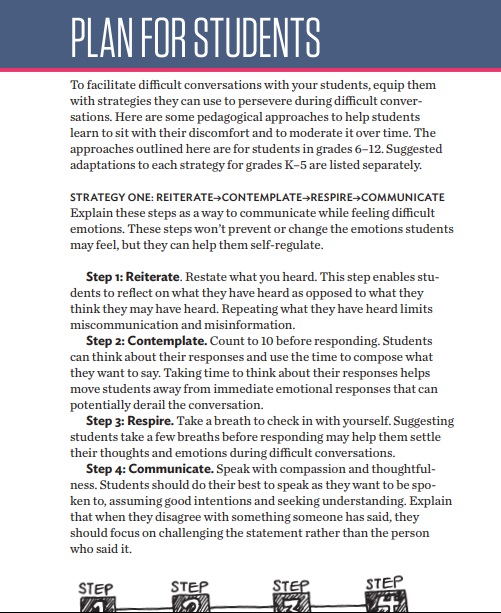 PLAN FOR STUDENTS
To facilitate difficult conversations with your students, equip them
with strategies they can use to persevere during difficult conver-
sations. Here are some pedagogical approaches to help students
learn to sit with their discomfort and to moderate it over time. The
approaches outlined here are for students in grades 6–12. Suggested
adaptations to each strategy for grades K–5 are listed separately.
STRATEGY ONE: REITERATE→CONTEMPLATE→RESPIRE→COMMUNICATE
Explain these steps as a way to communicate while feeling difficult
emotions. These steps won’t prevent or change the emotions students
may feel, but they can help them self-regulate.
Step 1: Reiterate. Restate what you heard. This step enables stu-
dents to reflect on what they have heard as opposed to what they
think they may have heard. Repeating what they have heard limits
miscommunication and misinformation.
Step 2: Contemplate. Count to 10 before responding. Students
can think about their responses and use the time to compose what
they want to say. Taking time to think about their responses helps
move students away from immediate emotional responses that can
potentially derail the conversation.
Step 3: Respire. Take a breath to check in with yourself. Suggesting
students take a few breaths before responding may help them settle
their thoughts and emotions during difficult conversations.
Step 4: Communicate. Speak with compassion and thoughtful-
ness. Students should do their best to speak as they want to be spo-
ken to, assuming good intentions and seeking understanding. Explain
that when they disagree with something someone has said, they
should focus on challenging the statement rather than the person
who said it.
STEP STEP STEP STEP
1 2 3 4